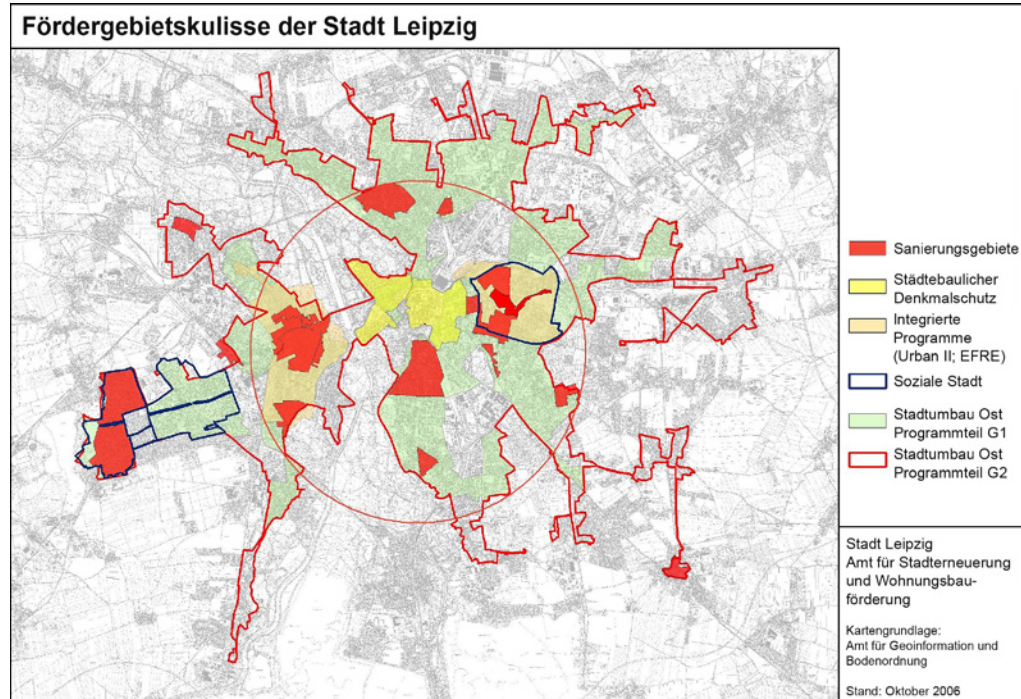 Fördergebietskulisse der Stadt Leipzig
Sanierungsgebiete
Städtebaulicher
Denkmalschutz
Integrierte
Programme
(Urban II; EFRE)
Soziale Stadt
Stadtumbau Ost
Programmteil G1
Stadtumbau Ost
Programmteil G2
Stadt Leipzig
Amt für Stadterneuerung
und Wohnungsbau-
förderung
Kartengrundlage:
Amt für Geoinformation und
Bodenordnung
Stand: Oktober 2006